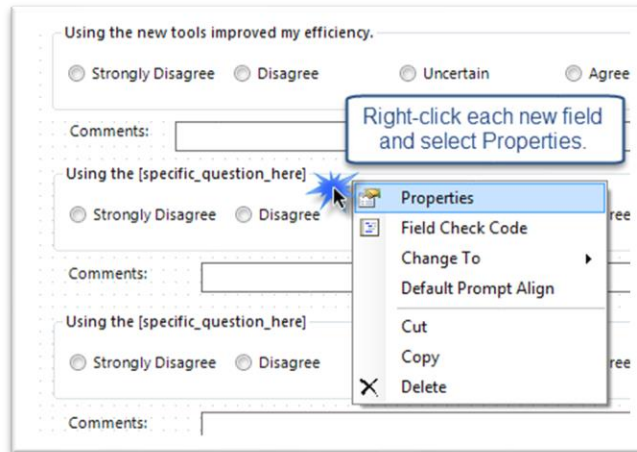 Using the new tools improved my efficiency.
Strongly Disagree Disagree Uncertain Agree
Right-click each new field
and select Properties.
Comments:
Using the [specific_question_here]
Properties
Strongly Disagree Disagree
Field Check Code
Change To
Comments:
Default Prompt Align
Using the [specific_question_here]
Cut
Copy
Strongly Disagree Disagree
Delete
Comments: